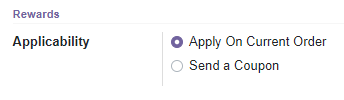 Rewards
Applicability
Apply On Current Order
Send a Coupon